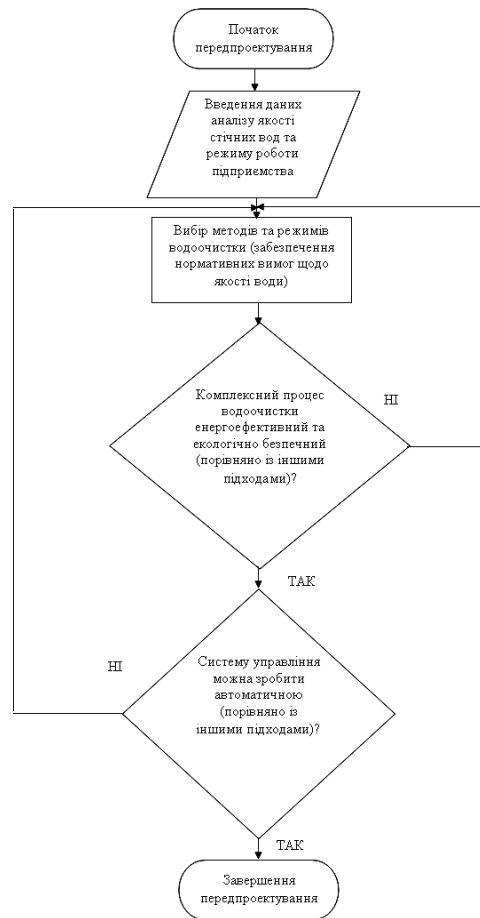 Початок
передпроектування
Введення даних
аналізу якості
стічних вод та
режиму роботи
підприємства
Вибір методів та режимів
водоочистки (забезпечення
нормативних вимог щодо
якості води)
Комплексний процес
водоочистки
енергоефективний та
екологічно безпечний
(порівняно із іншими
підходами)?
НІ
ТАК
НІ
Систему управління
можна зробити
автоматичною
(порівняно із
іншими підходами)?
ТАК
Завершення
передпроектування